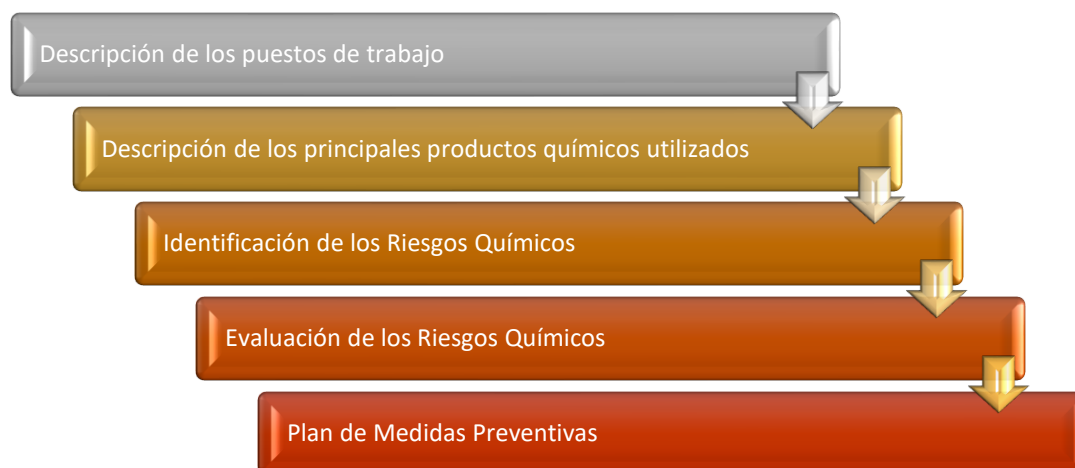 Descripción de los puestos de trabajo
Descripción de los principales productos químicos utilizados
Identificación de los Riesgos Químicos
Evaluación de los Riesgos Químicos
Plan de Medidas Preventivas